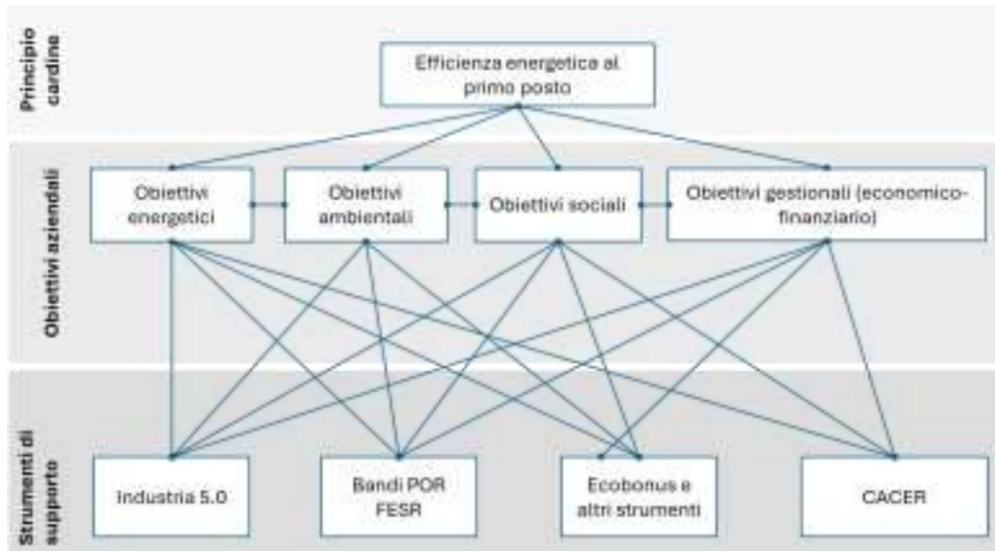 Principio
cardine
Efficienza energetica al
primo posto
Obiettivi aziendali
Obiettivi
energetici
Obiettivi
ambientali
Obiettivi sociali
Obiettivi gestionali (economico-
finanziario)
Strumenti di
supporto
Industria 5.0
Bandi POR
FESR
Ecobonus e
altri strumenti
CACER